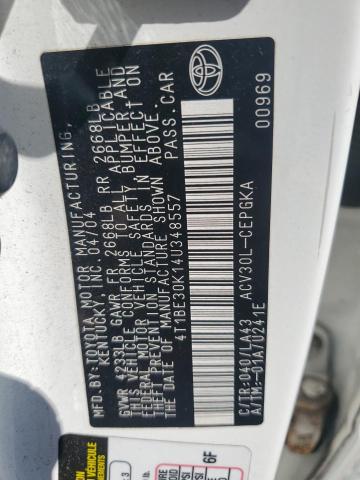 MFD.BY:TOYOTA MOTOR MANUFACTURING,
KENTUCKY, INC. 04/04
GVWR 4233LB GAWR FR 2668LB RR 2668LB
THIS VEHICLE CONFORMS TO ALL APPLICABLE
FEDERAL MOTOR VEHICLE SAFETY, BUMPER, AND
THEFT PREVENTION STANDARDS IN EFFECT ON
THE DATE OF MANUFACTURE SHOWN ABOVE.
4T1BE30K14U348557 PASS.CAR
C/TR:040/LA43 ACV30L-CEPGKA
A/TM:-01A/U241E 00969
VEHICLE
6F